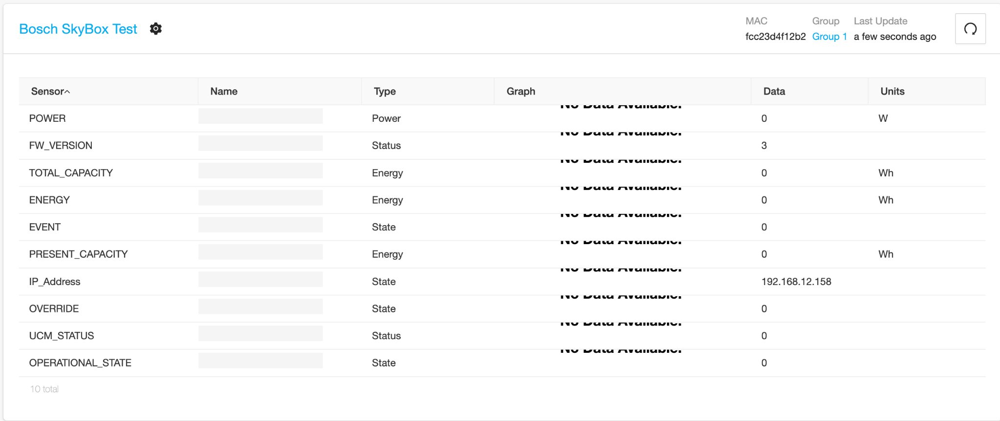 Bosch SkyBox Test
MAC Group Last Update
fcc23d4f12b2 Group 1 a few seconds ago
Sensor Name Type Graph Data Units
No Data Available.
POWER Power 0 W
No Data Available.
FW_VERSION Status 3
No Data Available.
TOTAL_CAPACITY Energy 0 Wh
No Data Available.
ENERGY Energy 0 Wh
No Data Available.
EVENT State 0
No Data Available.
PRESENT_CAPACITY Energy 0 Wh
No Data Available.
IP_Address State 192.168.12.158
No Data Available.
OVERRIDE State 0
No Data Available.
UCM_STATUS Status 0
No Data Available.
OPERATIONAL_STATE State 0
10 total